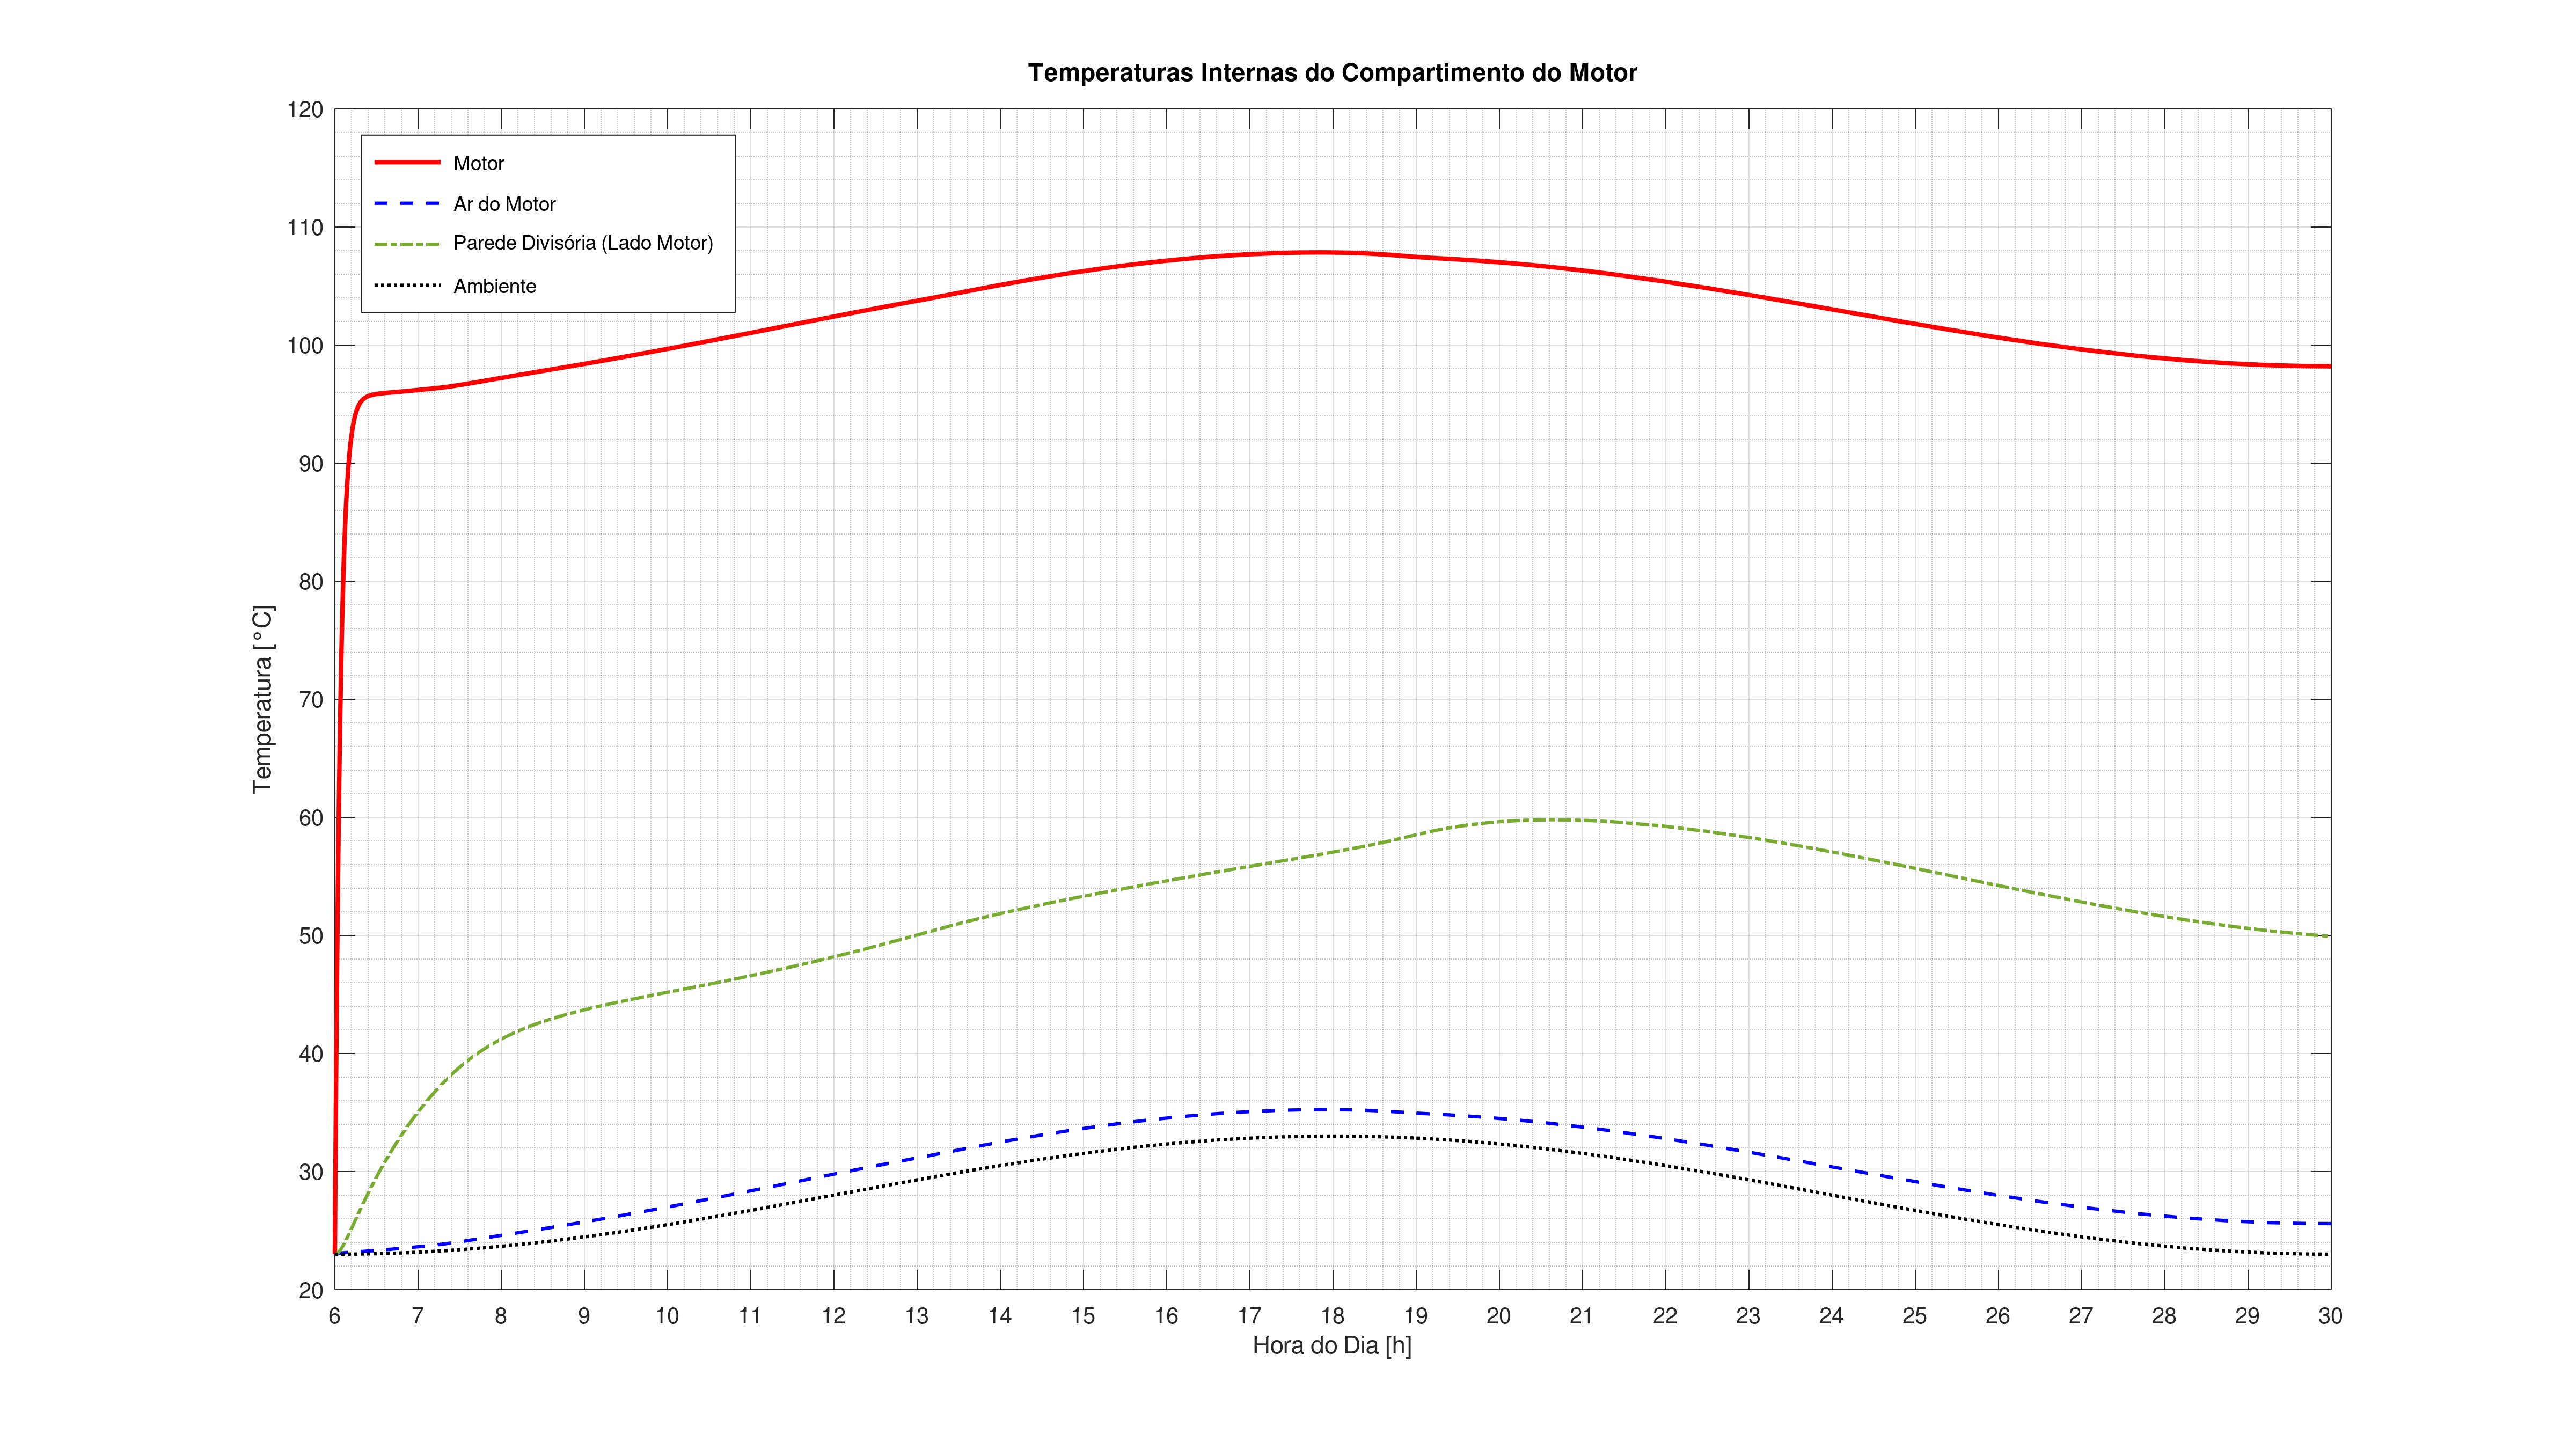 Temperaturas Internas do Compartimento do Motor
120
110
100
90
80
70
60
50
40
30
20
Temperatura [°C]
Motor
Ar do Motor
Parede Divisória (Lado Motor)
Ambiente
6 7 8 9 10 11 12 13 14 15 16 17 18 19 20 21 22 23 24 25 26 27 28 29 30
Hora do Dia [h]